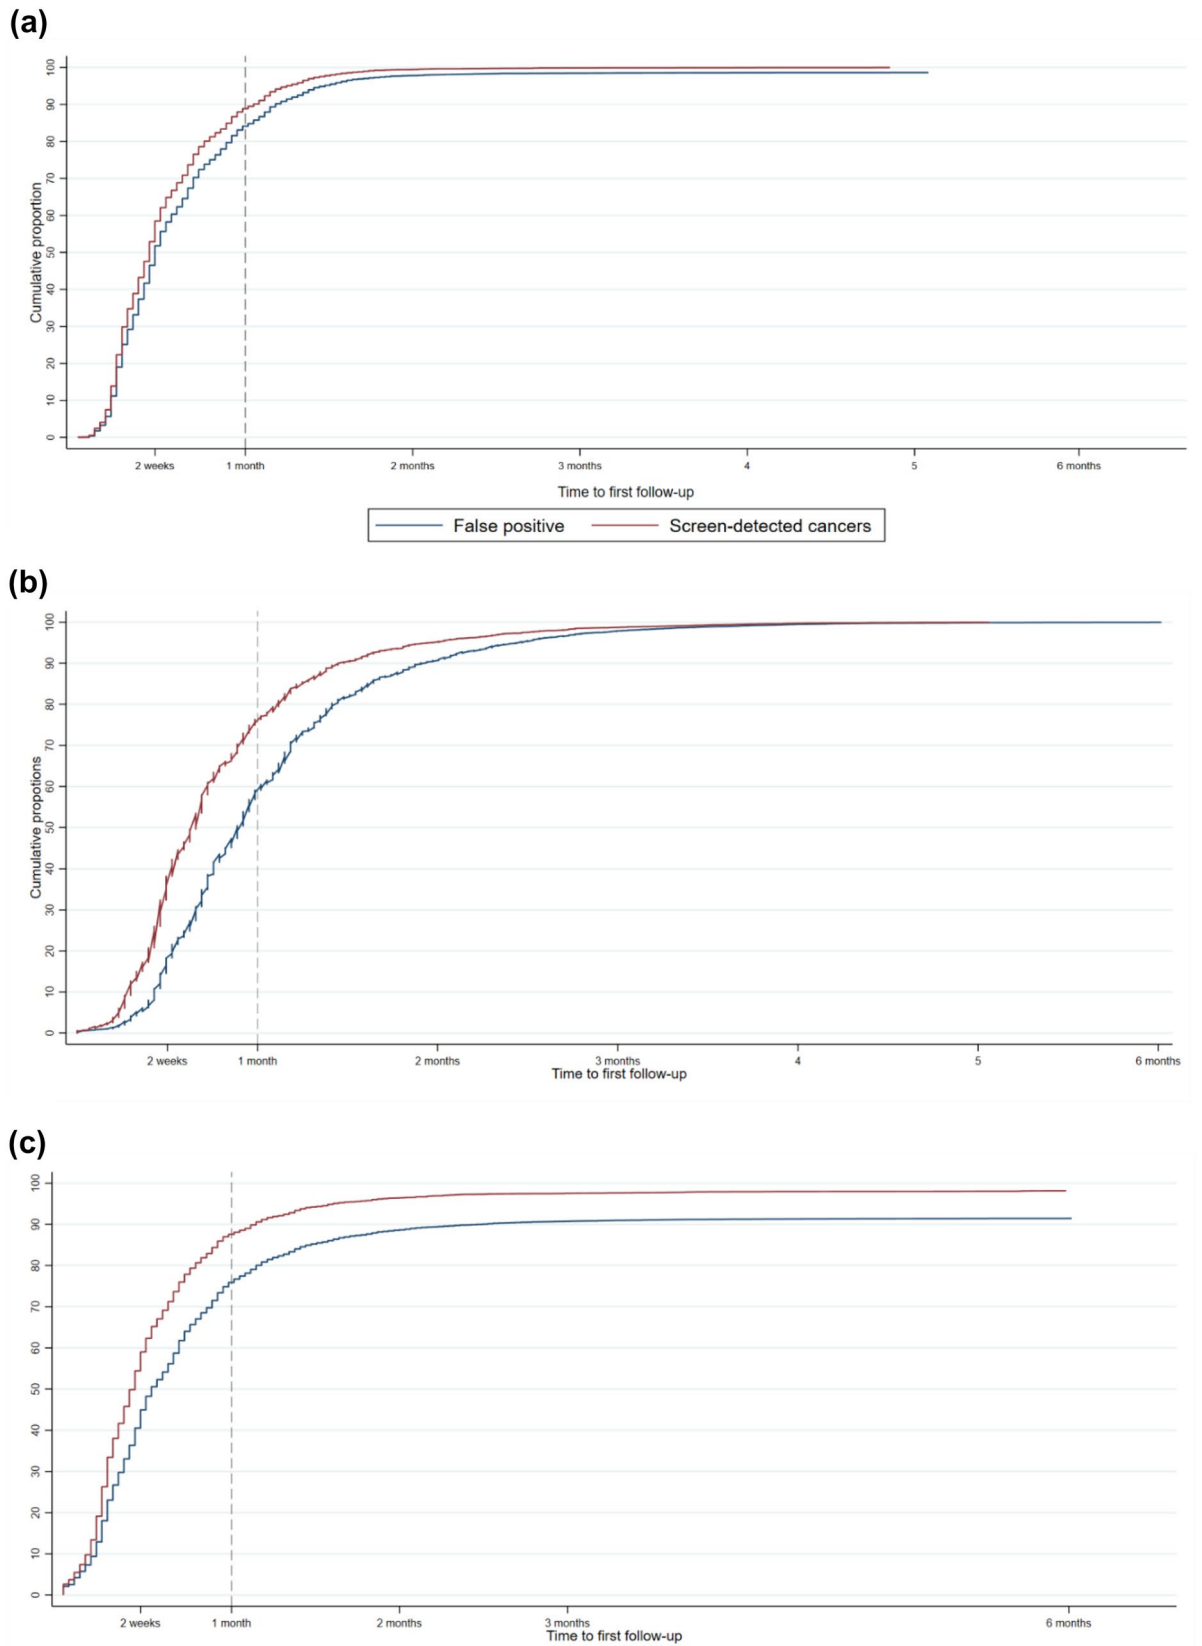 (a)
100
90
80
70
60
50
40
30
20
10
0
Cumulative proportion
2 weeks 1 month 2 months 3 months 4 5 6 months
Time to first follow-up
False positive Screen-detected cancers
(b)
100
90
80
70
60
50
40
30
20
10
0
Cumulative propotions
2 weeks 1 month 2 months 3 months 4 5 6 months
Time to first follow-up
(c)
100
90
80
70
60
50
40
30
20
10
0
2 weeks 1 month 2 months 3 months 6 months
Time to first follow-up